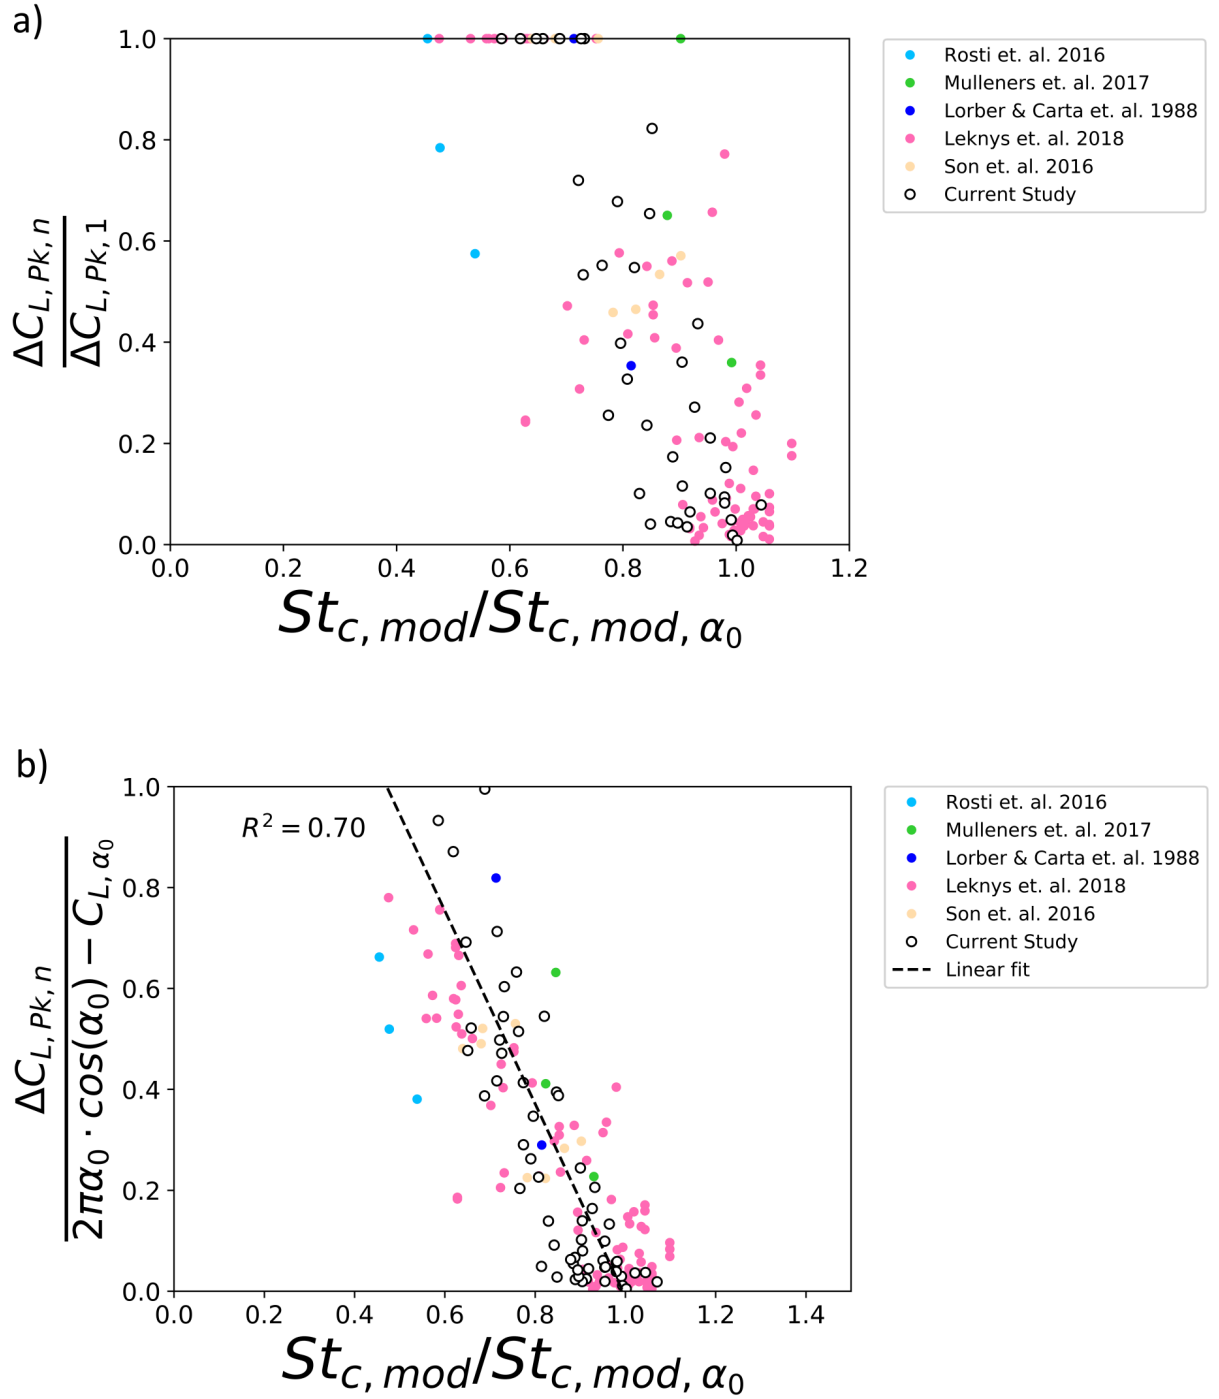 a)
1.0
0.8
0.6
0.4
0.2
0.0
ΔC_{L, Pk, n}
ΔC_{L, Pk, 1}
0.0 0.2 0.4 0.6 0.8 1.0 1.2
St_{c, mod}/St_{c, mod, α_0}
Rosti et. al. 2016
Mulleners et. al. 2017
Lorber & Carta et. al. 1988
Leknys et. al. 2018
Son et. al. 2016
Current Study
b)
1.0
0.8
0.6
0.4
0.2
0.0
ΔC_{L, Pk, n}
2πα_0 · cos(α_0) − C_{L, α_0}
R² = 0.70
0.0 0.2 0.4 0.6 0.8 1.0 1.2 1.4
St_{c, mod}/St_{c, mod, α_0}
Rosti et. al. 2016
Mulleners et. al. 2017
Lorber & Carta et. al. 1988
Leknys et. al. 2018
Son et. al. 2016
Current Study
Linear fit